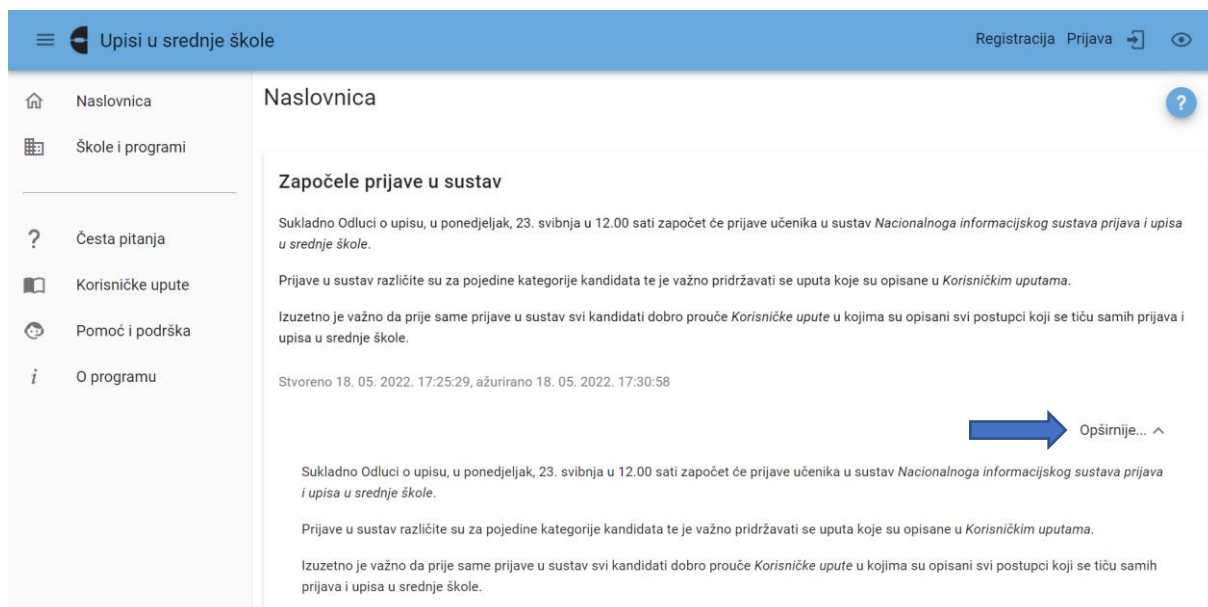 Upisi u srednje škole
Registracija Prijava
Naslovnica
Škole i programi
?
Česta pitanja
Korisničke upute
Pomoć i podrška
i
O programu
Naslovnica
?
Započele prijave u sustav
Sukladno Odluci o upisu, u ponedjeljak, 23. svibnja u 12.00 sati započet će prijave učenika u sustav Nacionalnoga informacijskog sustava prijava i upisa
u srednje škole.
Prijave u sustav različite su za pojedine kategorije kandidata te je važno pridržavati se uputa koje su opisane u Korisničkim uputama.
Izuzetno je važno da prije same prijave u sustav svi kandidati dobro prouče Korisničke upute u kojima su opisani svi postupci koji se tiču samih prijava i
upisa u srednje škole.
Stvoreno 18. 05. 2022. 17:25:29, ažurirano 18. 05. 2022. 17:30:58
Opširnije...
Sukladno Odluci o upisu, u ponedjeljak, 23. svibnja u 12.00 sati započet će prijave učenika u sustav Nacionalnoga informacijskog sustava prijava
i upisa u srednje škole.
Prijave u sustav različite su za pojedine kategorije kandidata te je važno pridržavati se uputa koje su opisane u Korisničkim uputama.
Izuzetno je važno da prije same prijave u sustav svi kandidati dobro prouče Korisničke upute u kojima su opisani svi postupci koji se tiču samih
prijava i upisa u srednje škole.